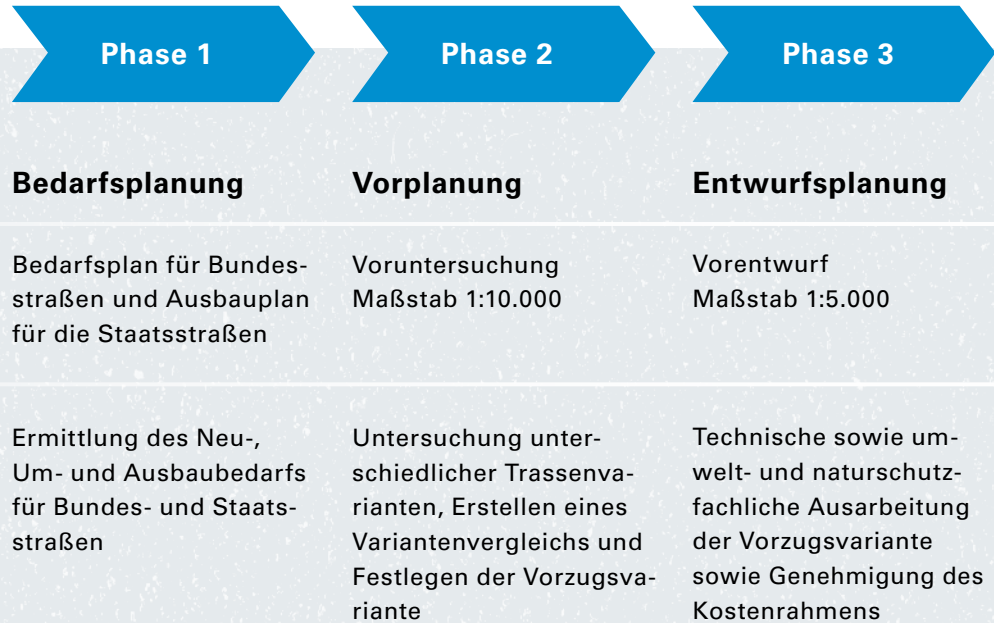 Phase 1
Phase 2
Phase 3
Bedarfsplanung
Vorplanung
Entwurfsplanung
Bedarfsplan für Bundes-
straßen und Ausbauplan
für die Staatsstraßen
Voruntersuchung
Maßstab 1:10.000
Vorentwurf
Maßstab 1:5.000
Ermittlung des Neu-,
Um- und Ausbaubedarfs
für Bundes- und Staats-
straßen
Untersuchung unter-
schiedlicher Trassenva-
rianten, Erstellen eines
Variantenvergleichs und
Festlegen der Vorzugsva-
riante
Technische sowie um-
welt- und naturschutz-
fachliche Ausarbeitung
der Vorzugsvariante
sowie Genehmigung des
Kostenrahmens